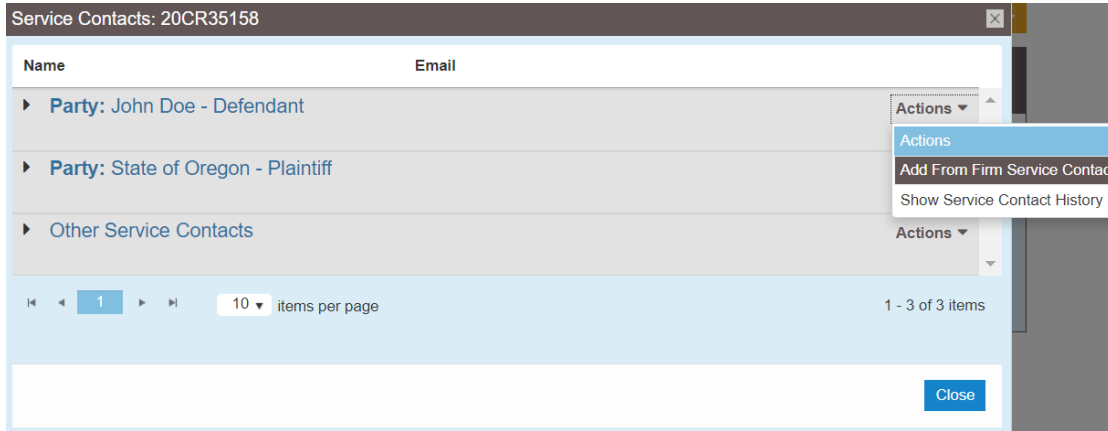 Service Contacts: 20CR35158
Name Email
Party: John Doe - Defendant Actions
Actions
Party: State of Oregon - Plaintiff Add From Firm Service Contac
Show Service Contact History
Other Service Contacts Actions
1 10 items per page 1 - 3 of 3 items
Close